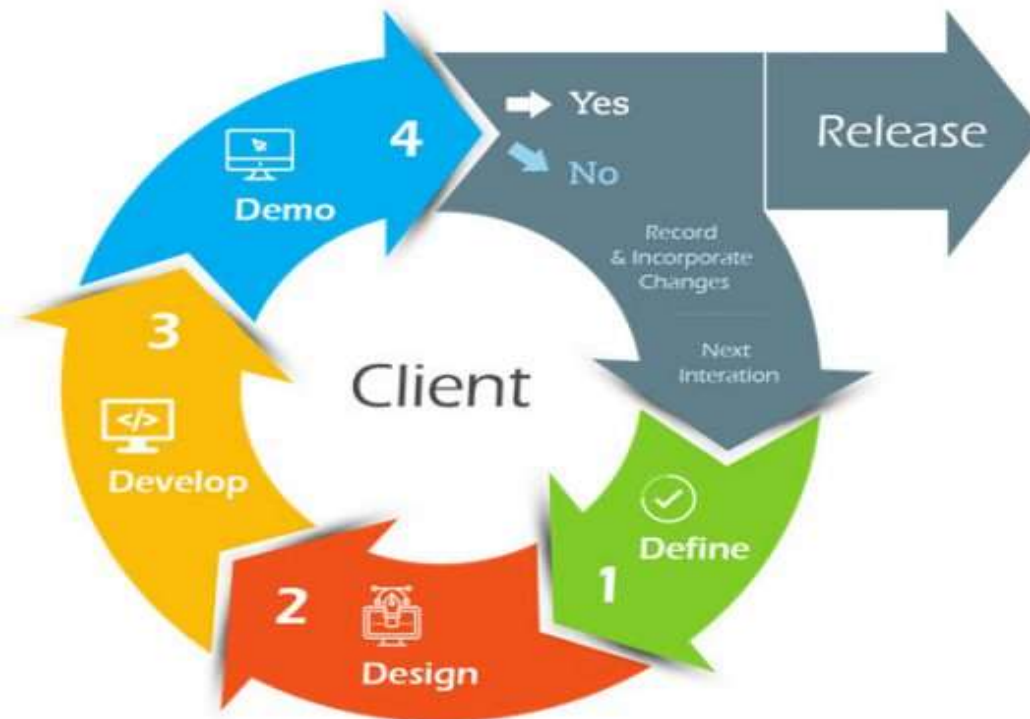 4
Demo
Yes
No
Release
Record
& Incorporate
Changes
Next
Interation
Client
3
</>
Develop
Define
1
2
Design